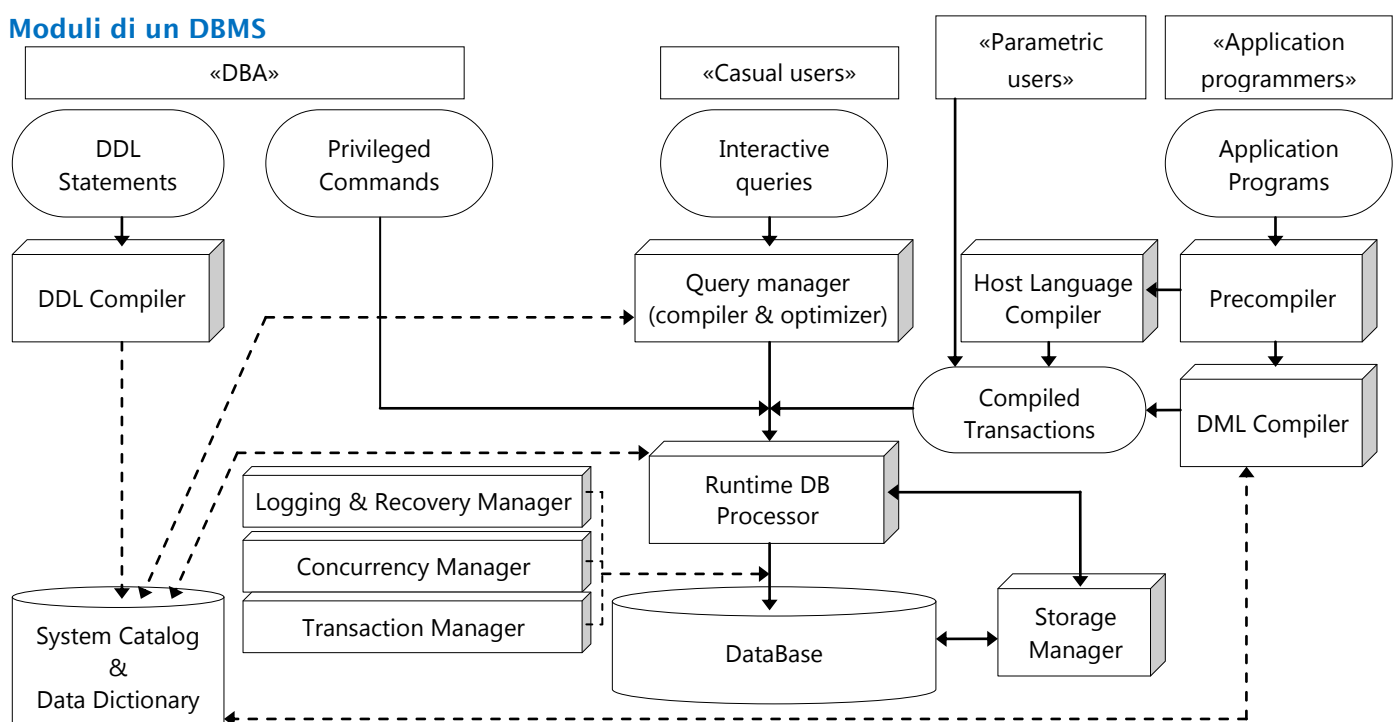 Moduli di un DBMS
«DBA»
«Casual users»
«Parametric
users»
«Application
programmers»
DDL
Statements
Privileged
Commands
Interactive
queries
Application
Programs
DDL Compiler
Query manager
(compiler & optimizer)
Host Language
Compiler
Precompiler
Compiled
Transactions
DML Compiler
Runtime DB
Processor
Logging & Recovery Manager
Concurrency Manager
Transaction Manager
System Catalog
&
Data Dictionary
DataBase
Storage
Manager